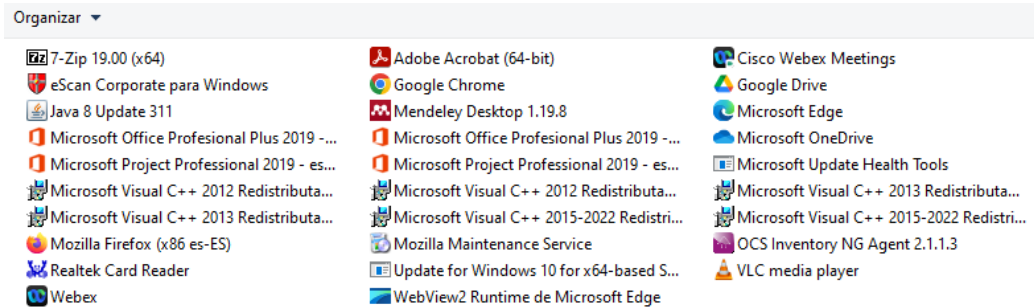 Organizar
7-Zip 19.00 (x64)
Adobe Acrobat (64-bit)
Cisco Webex Meetings
eScan Corporate para Windows
Google Chrome
Google Drive
Java 8 Update 311
Mendeley Desktop 1.19.8
Microsoft Edge
Microsoft Office Profesional Plus 2019 -...
Microsoft Office Profesional Plus 2019 -...
Microsoft OneDrive
Microsoft Project Professional 2019 - es...
Microsoft Project Professional 2019 - es...
Microsoft Update Health Tools
Microsoft Visual C++ 2012 Redistributa...
Microsoft Visual C++ 2012 Redistributa...
Microsoft Visual C++ 2013 Redistributa...
Microsoft Visual C++ 2013 Redistributa...
Microsoft Visual C++ 2015-2022 Redistri...
Microsoft Visual C++ 2015-2022 Redistri...
Mozilla Firefox (x86 es-ES)
Mozilla Maintenance Service
OCS Inventory NG Agent 2.1.1.3
Realtek Card Reader
Update for Windows 10 for x64-based S...
VLC media player
Webex
WebView2 Runtime de Microsoft Edge